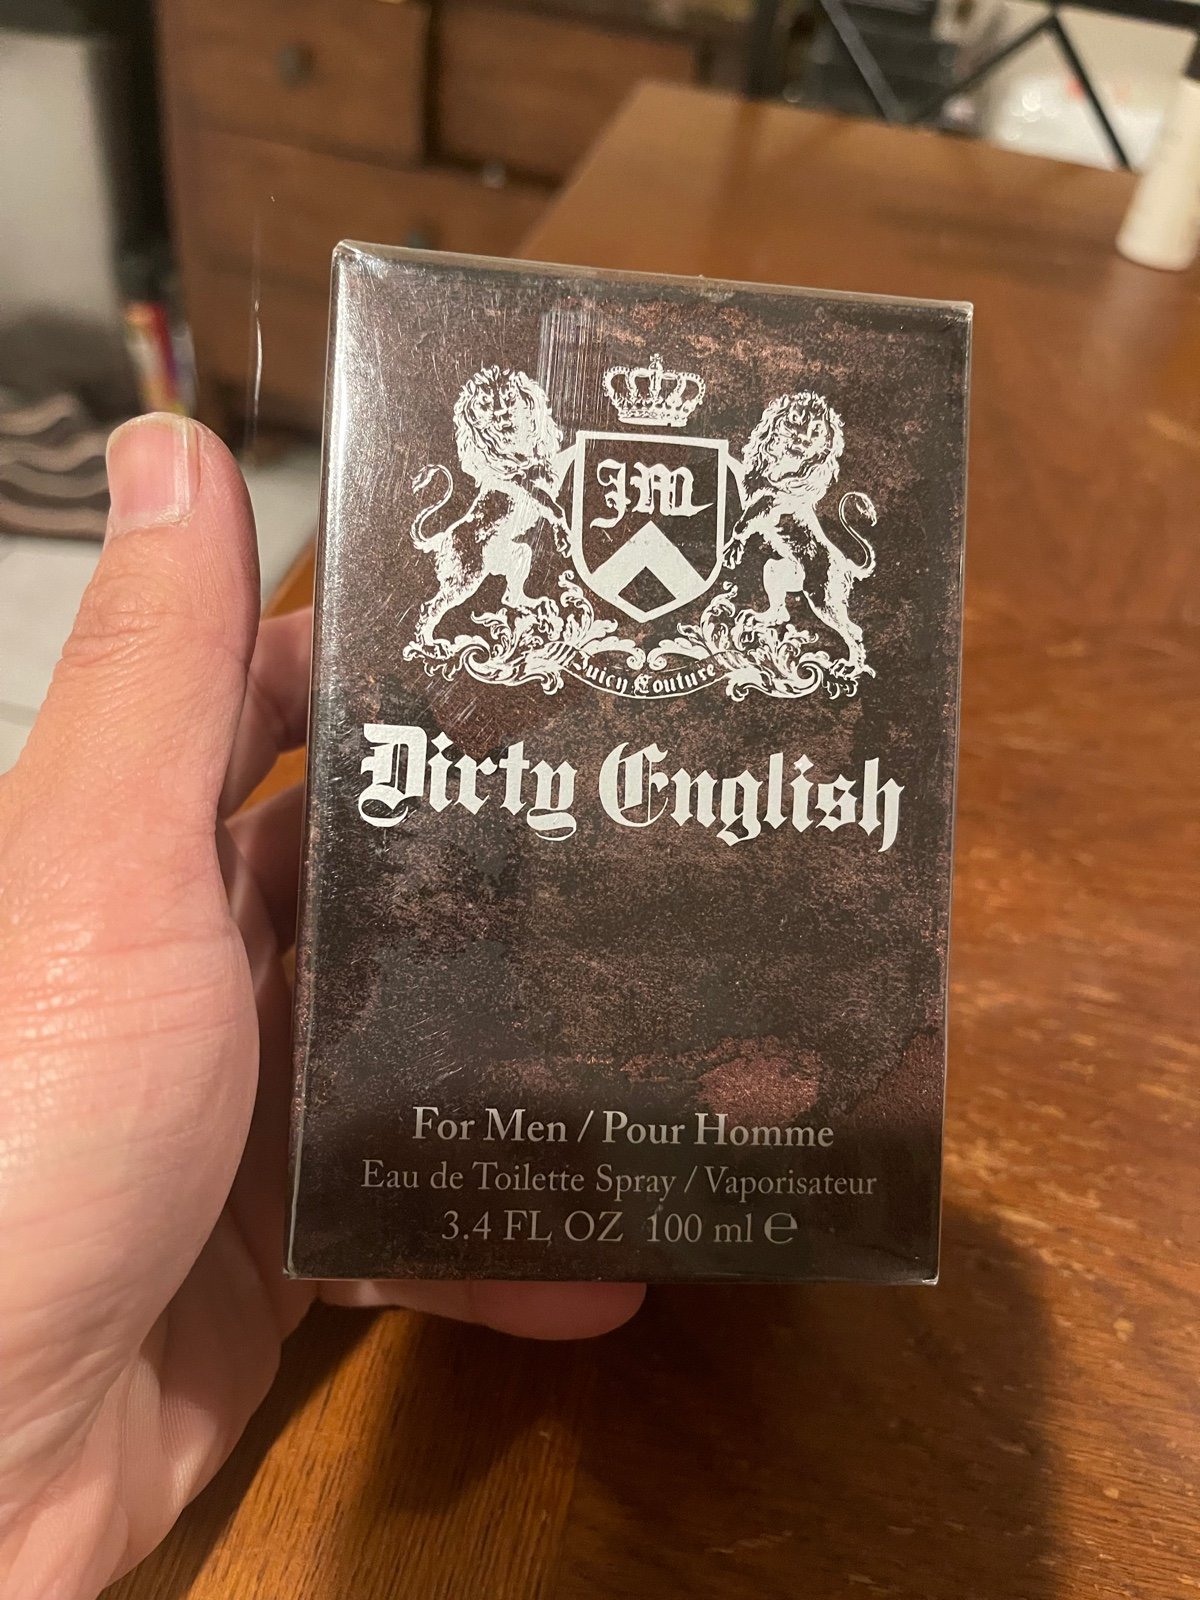 JM
Juicy Couture
Dirty English
For Men / Pour Homme
Eau de Toilette Spray / Vaporisateur
3.4 FL OZ 100 ml ℮